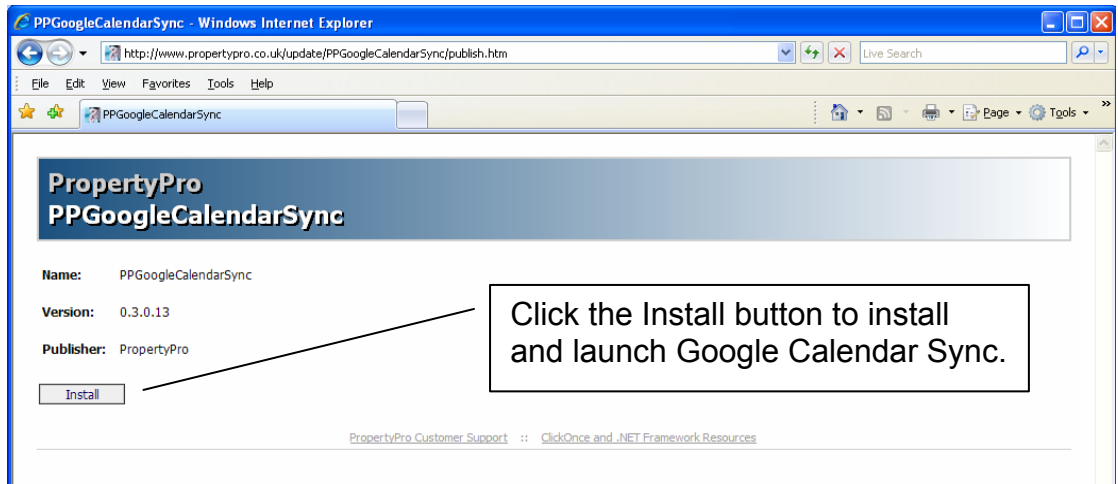 PPGoogleCalendarSync - Windows Internet Explorer
http://www.propertypro.co.uk/update/PPGoogleCalendarSync/publish.htm
Live Search
File Edit View Favorites Tools Help
PPGoogleCalendarSync
Page Tools »
PropertyPro
PPGoogleCalendarSync
Name: PPGoogleCalendarSync
Version: 0.3.0.13
Publisher: PropertyPro
Click the Install button to install
and launch Google Calendar Sync.
Install
PropertyPro Customer Support :: ClickOnce and .NET Framework Resources